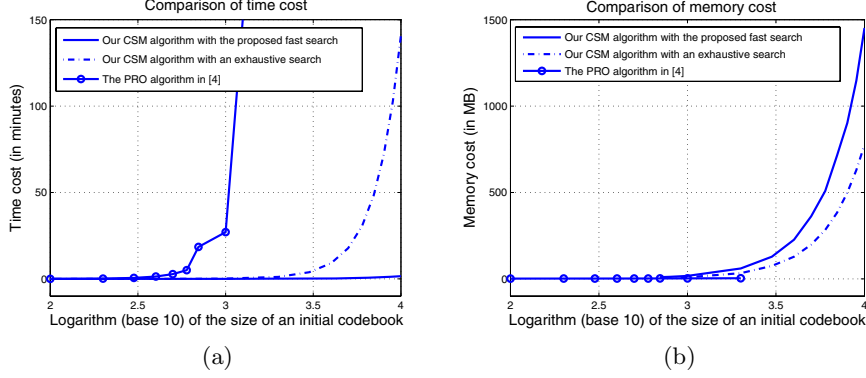 Comparison of time cost
150
100
50
0
2
2.5
3
3.5
4
Time cost (in minutes)
Our CSM algorithm with the proposed fast search
Our CSM algorithm with an exhaustive search
The PRO algorithm in [4]
Logarithm (base 10) of the size of an initial codebook
(a)
Comparison of memory cost
1500
1000
500
0
2
2.5
3
3.5
4
Memory cost (in MB)
Our CSM algorithm with the proposed fast search
Our CSM algorithm with an exhaustive search
The PRO algorithm in [4]
Logarithm (base 10) of the size of an initial codebook
(b)